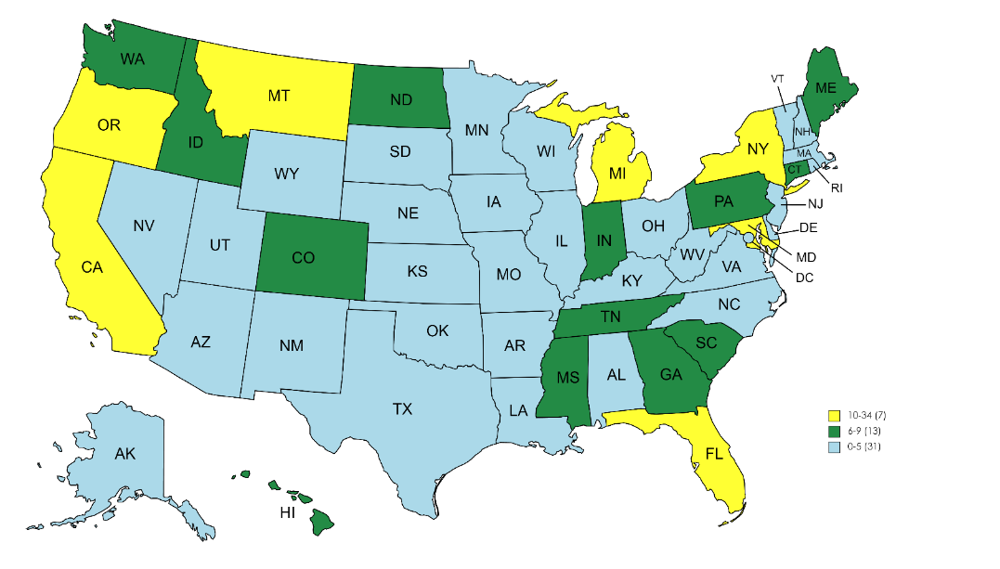 WA
MT
ND
MN
VT
ME
OR
ID
SD
WI
NH
NY
MA
WY
MI
CT
RI
IA
PA
NJ
NV
NE
OH
DE
UT
IL
IN
WV
MD
CO
CA
KS
MO
VA
DC
KY
NC
TN
AZ
NM
OK
AR
SC
MS
AL
GA
TX
LA
10-34 (7)
6-9 (13)
0-5 (31)
AK
FL
HI